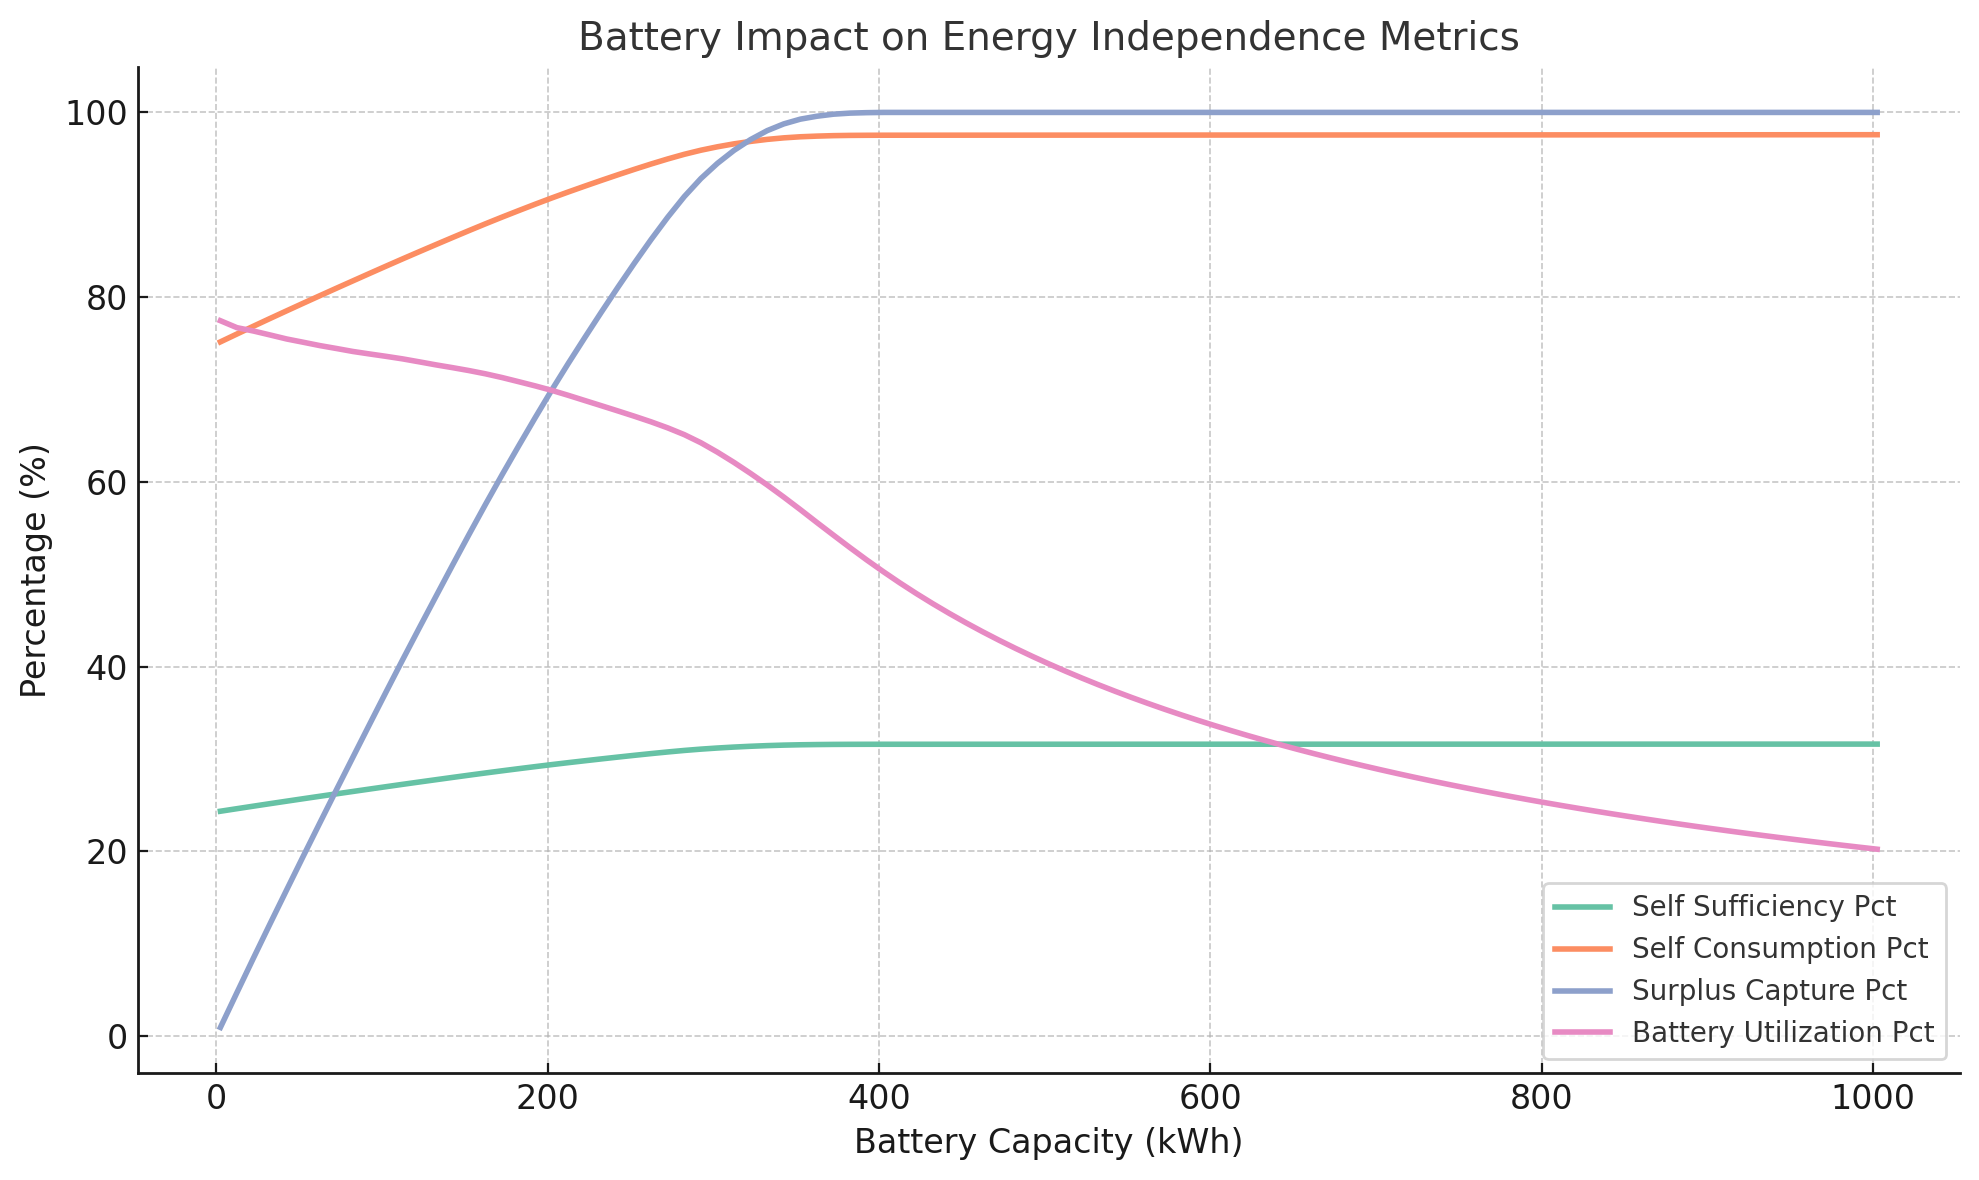 Battery Impact on Energy Independence Metrics
Percentage (%)
100
80
60
40
20
0
0 200 400 600 800 1000
Battery Capacity (kWh)
Self Sufficiency Pct
Self Consumption Pct
Surplus Capture Pct
Battery Utilization Pct